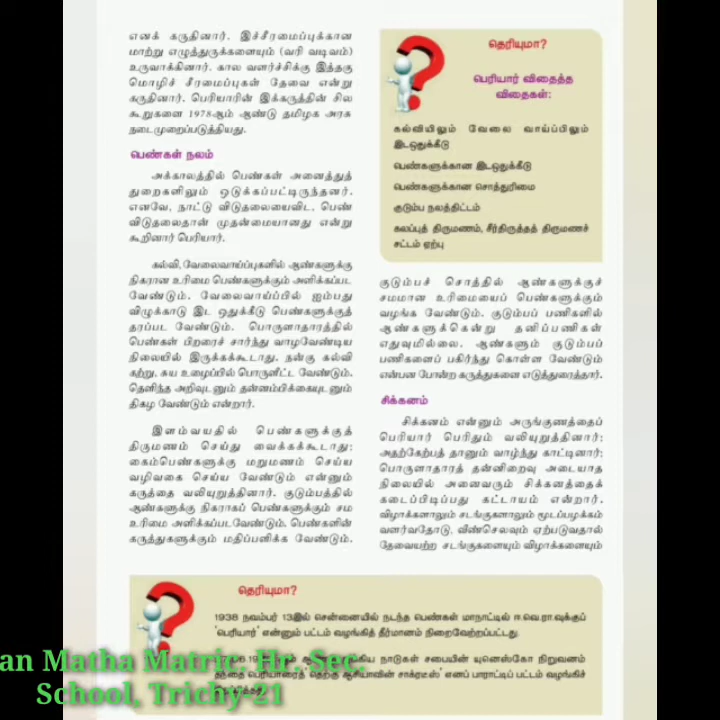 எனக் கருதினார். இச்சீரமைப்புக்கான
மாற்று எழுத்துருக்களையும் (வரி வடிவம்)
உருவாக்கினார். கால வளர்ச்சிக்கு இத்தகு
மொழிச் சீரமைப்புகள் தேவை என்று
கருதினார். பெரியாரின் இக்கருத்தின் சில
கூறுகளை 1978ஆம் ஆண்டு தமிழக அரசு
நடைமுறைப்படுத்தியது.
பெண்கள் நலம்
அக்காலத்தில் பெண்கள் அனைத்துத்
துறைகளிலும் ஒடுக்கப்பட்டிருந்தனர்.
எனவே, நாட்டு விடுதலையைவிட, பெண்
விடுதலைதான் முதன்மையானது என்று
கூறினார் பெரியார்.
கல்வி, வேலைவாய்ப்புகளில் ஆண்களுக்கு
நிகரான உரிமை பெண்களுக்கும் அளிக்கப்பட
வேண்டும். வேலைவாய்ப்பில் ஐம்பது
விழுக்காடு இட ஒதுக்கீடு பெண்களுக்குத்
தரப்பட வேண்டும். பொருளாதாரத்தில்
பெண்கள் பிறரைச் சார்ந்து வாழவேண்டிய
நிலையில் இருக்கக்கூடாது. நன்கு கல்வி
கற்று, சுய உழைப்பில் பொருளீட்ட வேண்டும்.
தெளிந்த அறிவுடனும் தன்னம்பிக்கையுடனும்
திகழ வேண்டும் என்றார்.
இளம்வயதில் பெண்களுக்குத்
திருமணம் செய்து வைக்கக்கூடாது;
கைம்பெண்களுக்கு மறுமணம் செய்ய
வழிவகை செய்ய வேண்டும் என்னும்
கருத்தை வலியுறுத்தினார். குடும்பத்தில்
ஆண்களுக்கு நிகராகப் பெண்களுக்கும் சம
உரிமை அளிக்கப்படவேண்டும். பெண்களின்
கருத்துகளுக்கும் மதிப்பளிக்க வேண்டும்.
தெரியுமா?
பெரியார் விதைத்த
விதைகள்:
கல்வியிலும் வேலை வாய்ப்பிலும்
இடஒதுக்கீடு
பெண்களுக்கான இடஒதுக்கீடு
பெண்களுக்கான சொத்துரிமை
குடும்ப நலத்திட்டம்
கலப்புத் திருமணம், சீர்திருத்தத் திருமணச்
சட்டம் ஏற்பு
குடும்பச் சொத்தில் ஆண்களுக்குச்
சமமான உரிமையைப் பெண்களுக்கும்
வழங்க வேண்டும். குடும்பப் பணிகளில்
ஆண்களுக்கென்று தனிப்பணிகள்
எதுவுமில்லை. ஆண்களும் குடும்பப்
பணிகளைப் பகிர்ந்து கொள்ள வேண்டும்
என்பன போன்ற கருத்துகளை எடுத்துரைத்தார்.
சிக்கனம்
சிக்கனம் என்னும் அருங்குணத்தைப்
பெரியார் பெரிதும் வலியுறுத்தினார்;
அதற்கேற்பத் தானும் வாழ்ந்து காட்டினார்;
பொருளாதாரத் தன்னிறைவு அடையாத
நிலையில் அனைவரும் சிக்கனத்தைக்
கடைப்பிடிப்பது கட்டாயம் என்றார்.
விழாக்களாலும் சடங்குகளாலும் மூடப்பழக்கம்
வளர்வதோடு, வீண்செலவும் ஏற்படுவதால்
தேவையற்ற சடங்குகளையும் விழாக்களையும்
தெரியுமா?
1938 நவம்பர் 13இல் சென்னையில் நடந்த பெண்கள் மாநாட்டில் ஈ.வெ.ரா.வுக்குப்
'பெரியார்' என்னும் பட்டம் வழங்கித் தீர்மானம் நிறைவேற்றப்பட்டது.
நாடுகள் சபையின் யுனெஸ்கோ நிறுவனம்
தந்தை பெரியாரைத் 'தெற்கு ஆசியாவின் சாக்ரடீஸ்' எனப் பாராட்டிப் பட்டம் வழங்கிச்
an Matha Matric. Hr. Sec.
School, Trichy-21